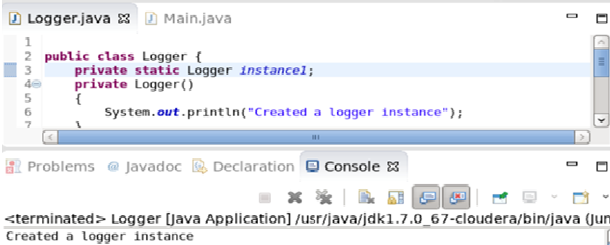 Logger.java Main.java
1
2 public class Logger {
3 private static Logger instance1;
4 private Logger()
5 {
6 System.out.println("Created a logger instance");
7 }
Problems @ Javadoc Declaration Console
<terminated> Logger [Java Application] /usr/java/jdk1.7.0_67-cloudera/bin/java (Jun
Created a logger instance